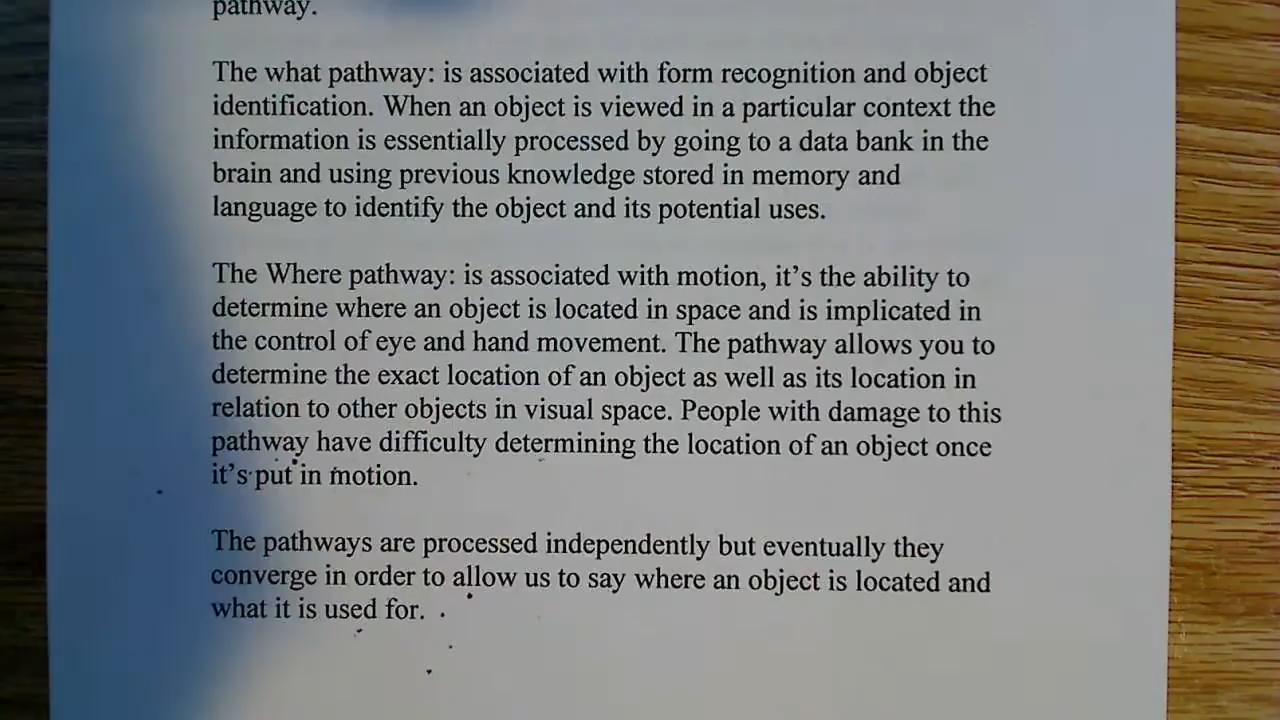 pathway.
The what pathway: is associated with form recognition and object
identification. When an object is viewed in a particular context the
information is essentially processed by going to a data bank in the
brain and using previous knowledge stored in memory and
language to identify the object and its potential uses.
The Where pathway: is associated with motion, it’s the ability to
determine where an object is located in space and is implicated in
the control of eye and hand movement. The pathway allows you to
determine the exact location of an object as well as its location in
relation to other objects in visual space. People with damage to this
pathway have difficulty determining the location of an object once
it’s put in motion.
The pathways are processed independently but eventually they
converge in order to allow us to say where an object is located and
what it is used for.